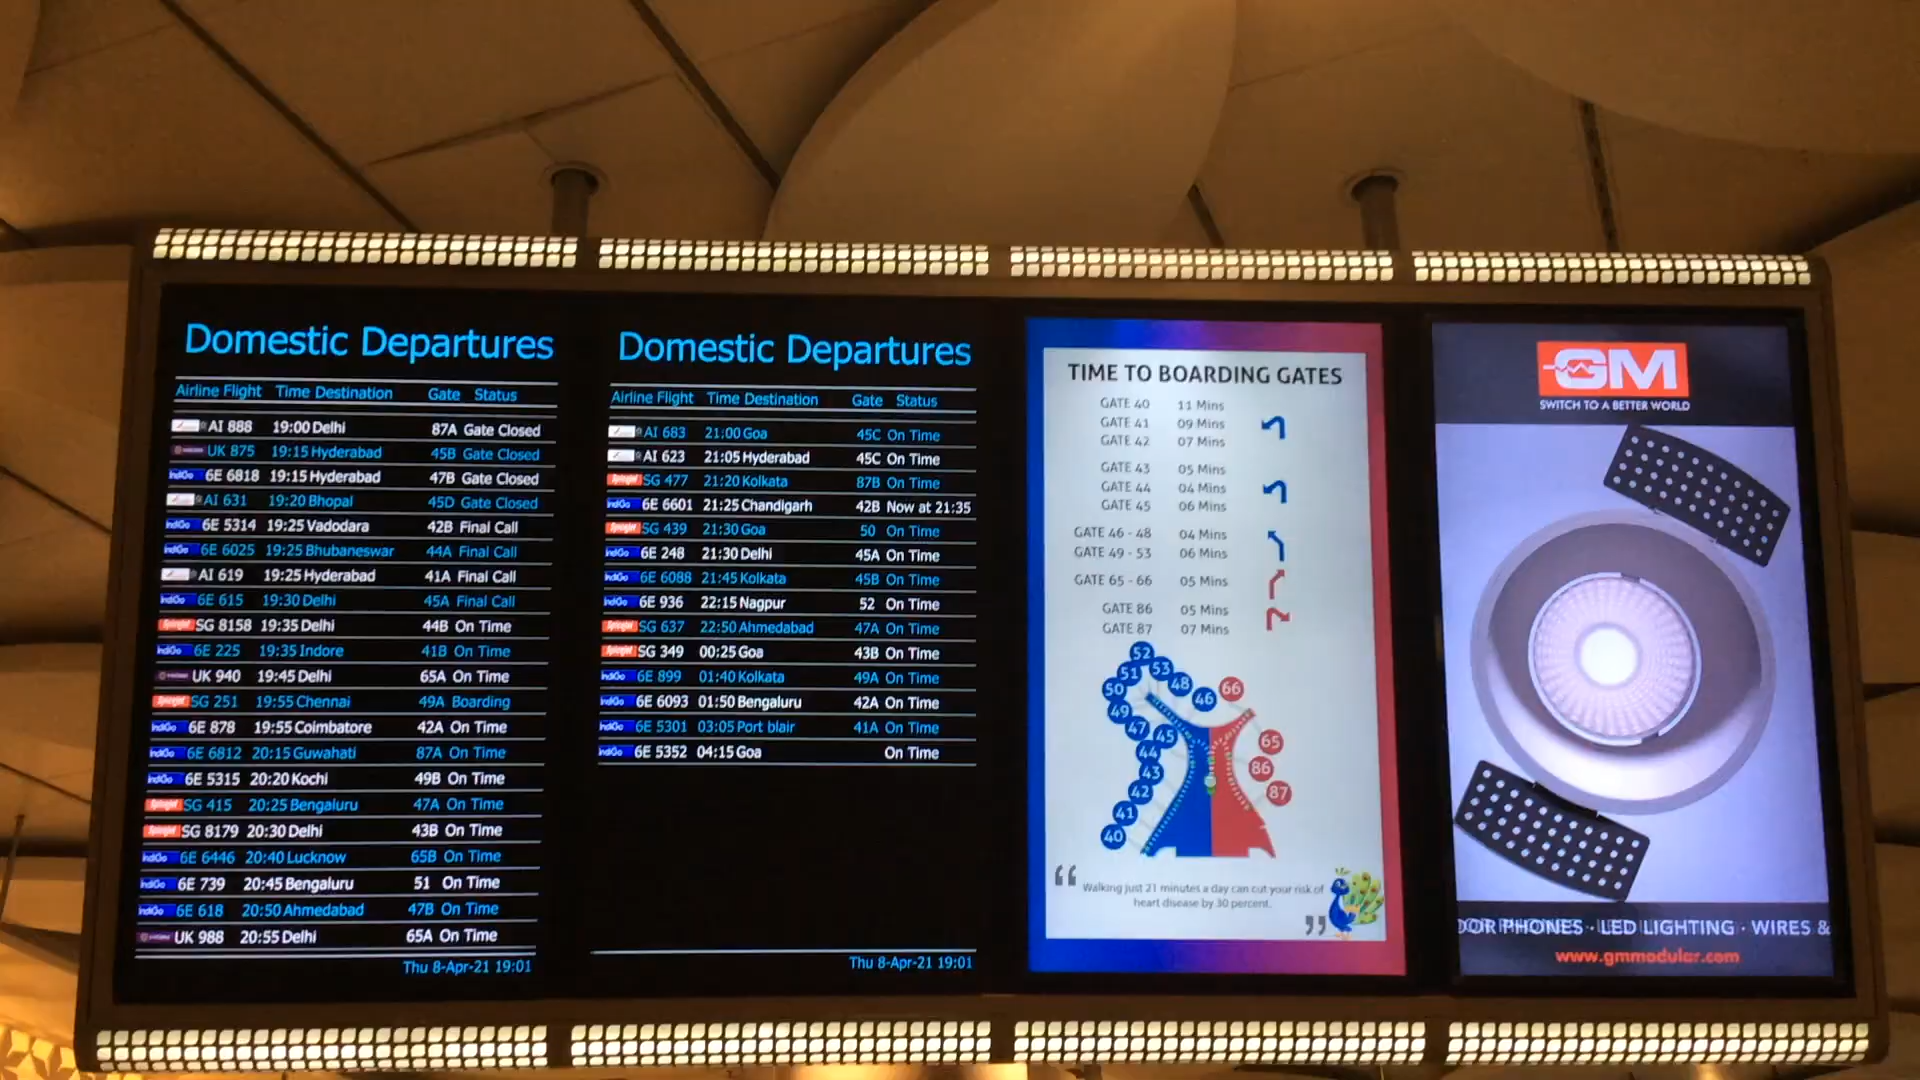 Domestic Departures
Airline Flight Time Destination Gate Status
AI 888 19:00 Delhi 87A Gate Closed
UK 875 19:15 Hyderabad 45B Gate Closed
IndiGo 6E 6818 19:15 Hyderabad 47B Gate Closed
AI 631 19:20 Bhopal 45D Gate Closed
IndiGo 6E 5314 19:25 Vadodara 42B Final Call
IndiGo 6E 6025 19:25 Bhubaneswar 44A Final Call
AI 619 19:25 Hyderabad 41A Final Call
IndiGo 6E 615 19:30 Delhi 45A Final Call
SG 8158 19:35 Delhi 44B On Time
IndiGo 6E 225 19:35 Indore 41B On Time
UK 940 19:45 Delhi 65A On Time
SG 251 19:55 Chennai 49A Boarding
IndiGo 6E 878 19:55 Coimbatore 42A On Time
IndiGo 6E 6812 20:15 Guwahati 87A On Time
IndiGo 6E 5315 20:20 Kochi 49B On Time
SG 415 20:25 Bengaluru 47A On Time
SG 8179 20:30 Delhi 43B On Time
IndiGo 6E 6446 20:40 Lucknow 65B On Time
IndiGo 6E 739 20:45 Bengaluru 51 On Time
IndiGo 6E 618 20:50 Ahmedabad 47B On Time
UK 988 20:55 Delhi 65A On Time
Thu 8-Apr-21 19:01
Domestic Departures
Airline Flight Time Destination Gate Status
AI 683 21:00 Goa 45C On Time
AI 623 21:05 Hyderabad 45C On Time
SG 477 21:20 Kolkata 87B On Time
IndiGo 6E 6601 21:25 Chandigarh 42B Now at 21:35
SG 439 21:30 Goa 50 On Time
IndiGo 6E 248 21:30 Delhi 45A On Time
IndiGo 6E 6088 21:45 Kolkata 45B On Time
IndiGo 6E 936 22:15 Nagpur 52 On Time
SG 637 22:50 Ahmedabad 47A On Time
SG 349 00:25 Goa 43B On Time
IndiGo 6E 899 01:40 Kolkata 49A On Time
IndiGo 6E 6093 01:50 Bengaluru 42A On Time
IndiGo 6E 5301 03:05 Port blair 41A On Time
IndiGo 6E 5352 04:15 Goa On Time
Thu 8-Apr-21 19:01
TIME TO BOARDING GATES
GATE 40 11 Mins
GATE 41 09 Mins
GATE 42 07 Mins
GATE 43 05 Mins
GATE 44 04 Mins
GATE 45 06 Mins
GATE 46 - 48 04 Mins
GATE 49 - 53 06 Mins
GATE 65 - 66 05 Mins
GATE 86 05 Mins
GATE 87 07 Mins
52
51
53
50
48
46
66
49
47
45
65
44
86
43
42
87
41
40
“ Walking just 21 minutes a day can cut your risk of
heart disease by 30 percent. ”
GM
SWITCH TO A BETTER WORLD
OOR PHONES · LED LIGHTING · WIRES &
www.gmmodular.com